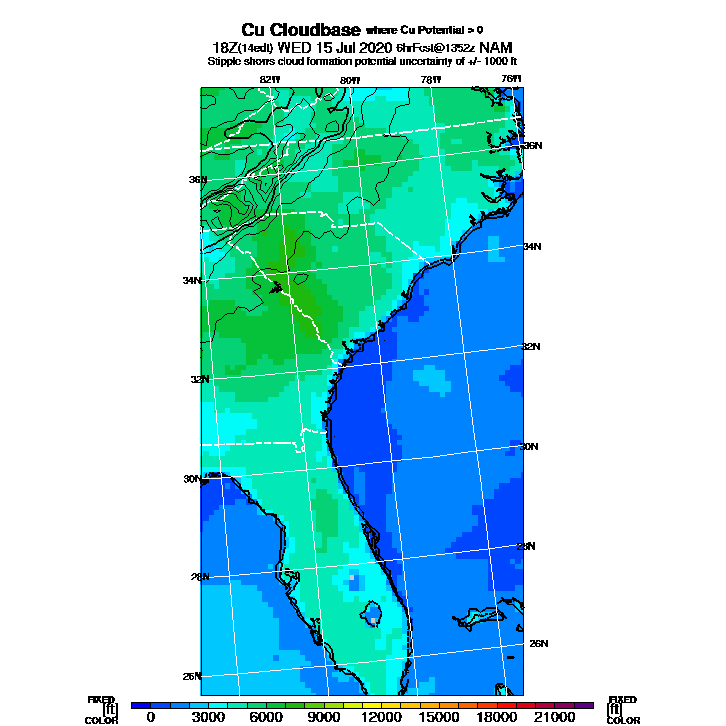 Cu Cloudbase where Cu Potential > 0
18Z(14edt) WED 15 Jul 2020 6hrFcst@1352z NAM
Stipple shows cloud formation potential uncertainty of +/- 1000 ft
82W 80W 78W 76W
36N
36N
34N
34N
32N
32N
30N
30N
28N
28N
26N
26N
FIXED FIXED
[ft] [ft]
COLOR COLOR
0 3000 6000 9000 12000 15000 18000 21000